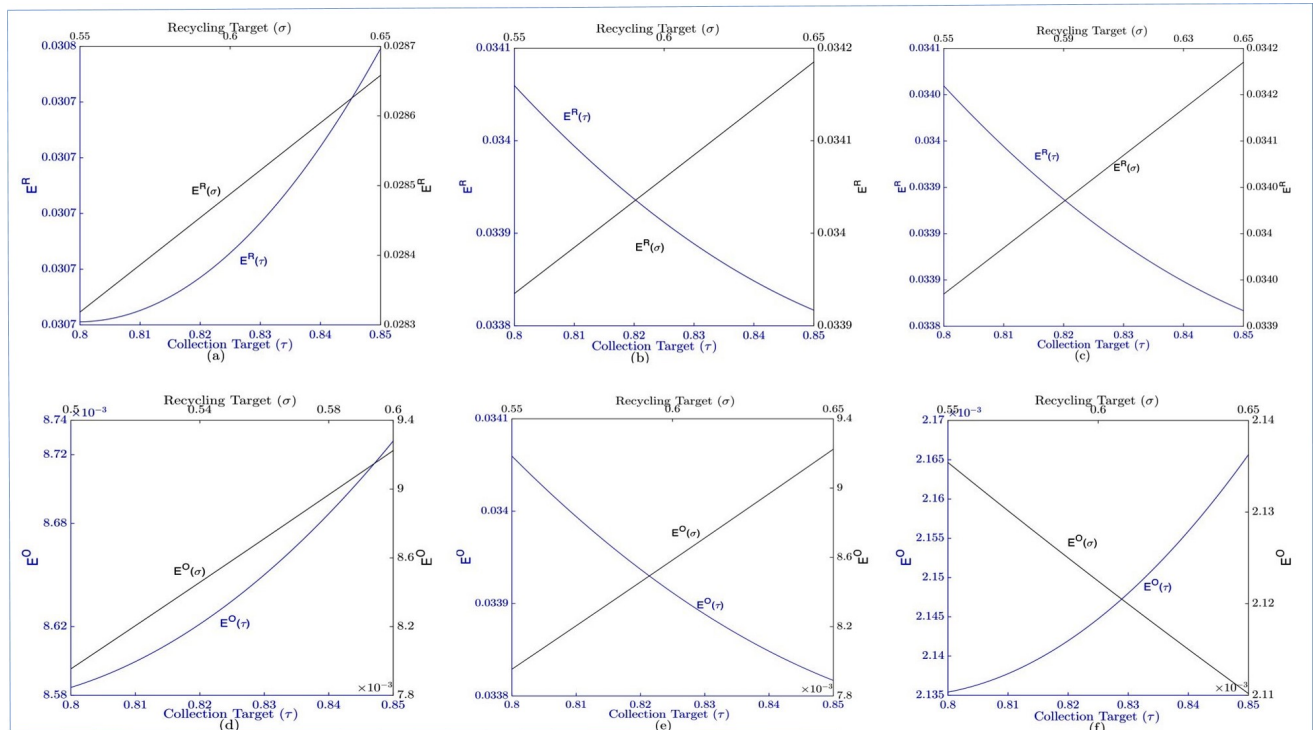 Recycling Target (σ)
0.55 0.6 0.65
0.0308 0.0307 0.0307 0.0307 0.0307 0.0307
E^R
E^R(σ)
E^R(τ)
0.0287 0.0286 0.0285 0.0284 0.0283
E^R
0.8 0.81 0.82 0.83 0.84 0.85
Collection Target (τ)
(a)
Recycling Target (σ)
0.55 0.6 0.65
0.0341 0.034 0.0339 0.0338
E^R
E^R(τ)
E^R(σ)
0.0342 0.0341 0.034 0.0339
E^R
0.8 0.81 0.82 0.83 0.84 0.85
Collection Target (τ)
(b)
Recycling Target (σ)
0.55 0.59 0.63 0.65
0.0341 0.0340 0.034 0.0339 0.0339 0.0339 0.0338
E^R
E^R(τ)
E^R(σ)
0.0342 0.0342 0.0341 0.0340 0.034 0.0340 0.0339
E^R
0.8 0.81 0.82 0.83 0.84 0.85
Collection Target (τ)
(c)
Recycling Target (σ)
0.5 0.54 0.58 0.6
×10⁻³
8.74 8.72 8.68 8.62 8.58
E^O
E^O(σ)
E^O(τ)
9.4 9 8.6 8.2 7.8
×10⁻³
E^O
0.8 0.81 0.82 0.83 0.84 0.85
Collection Target (τ)
(d)
Recycling Target (σ)
0.55 0.6 0.65
0.0341 0.034 0.0339 0.0338
E^O
E^O(σ)
E^O(τ)
9.4 9 8.6 8.2 7.8
×10⁻³
E^O
0.8 0.81 0.82 0.83 0.84 0.85
Collection Target (τ)
(e)
Recycling Target (σ)
0.55 0.6 0.65
×10⁻³
2.17 2.165 2.16 2.155 2.15 2.145 2.14 2.135
E^O
E^O(σ)
E^O(τ)
2.14 2.13 2.12 2.11
×10⁻³
E^O
0.8 0.81 0.82 0.83 0.84 0.85
Collection Target (τ)
(f)